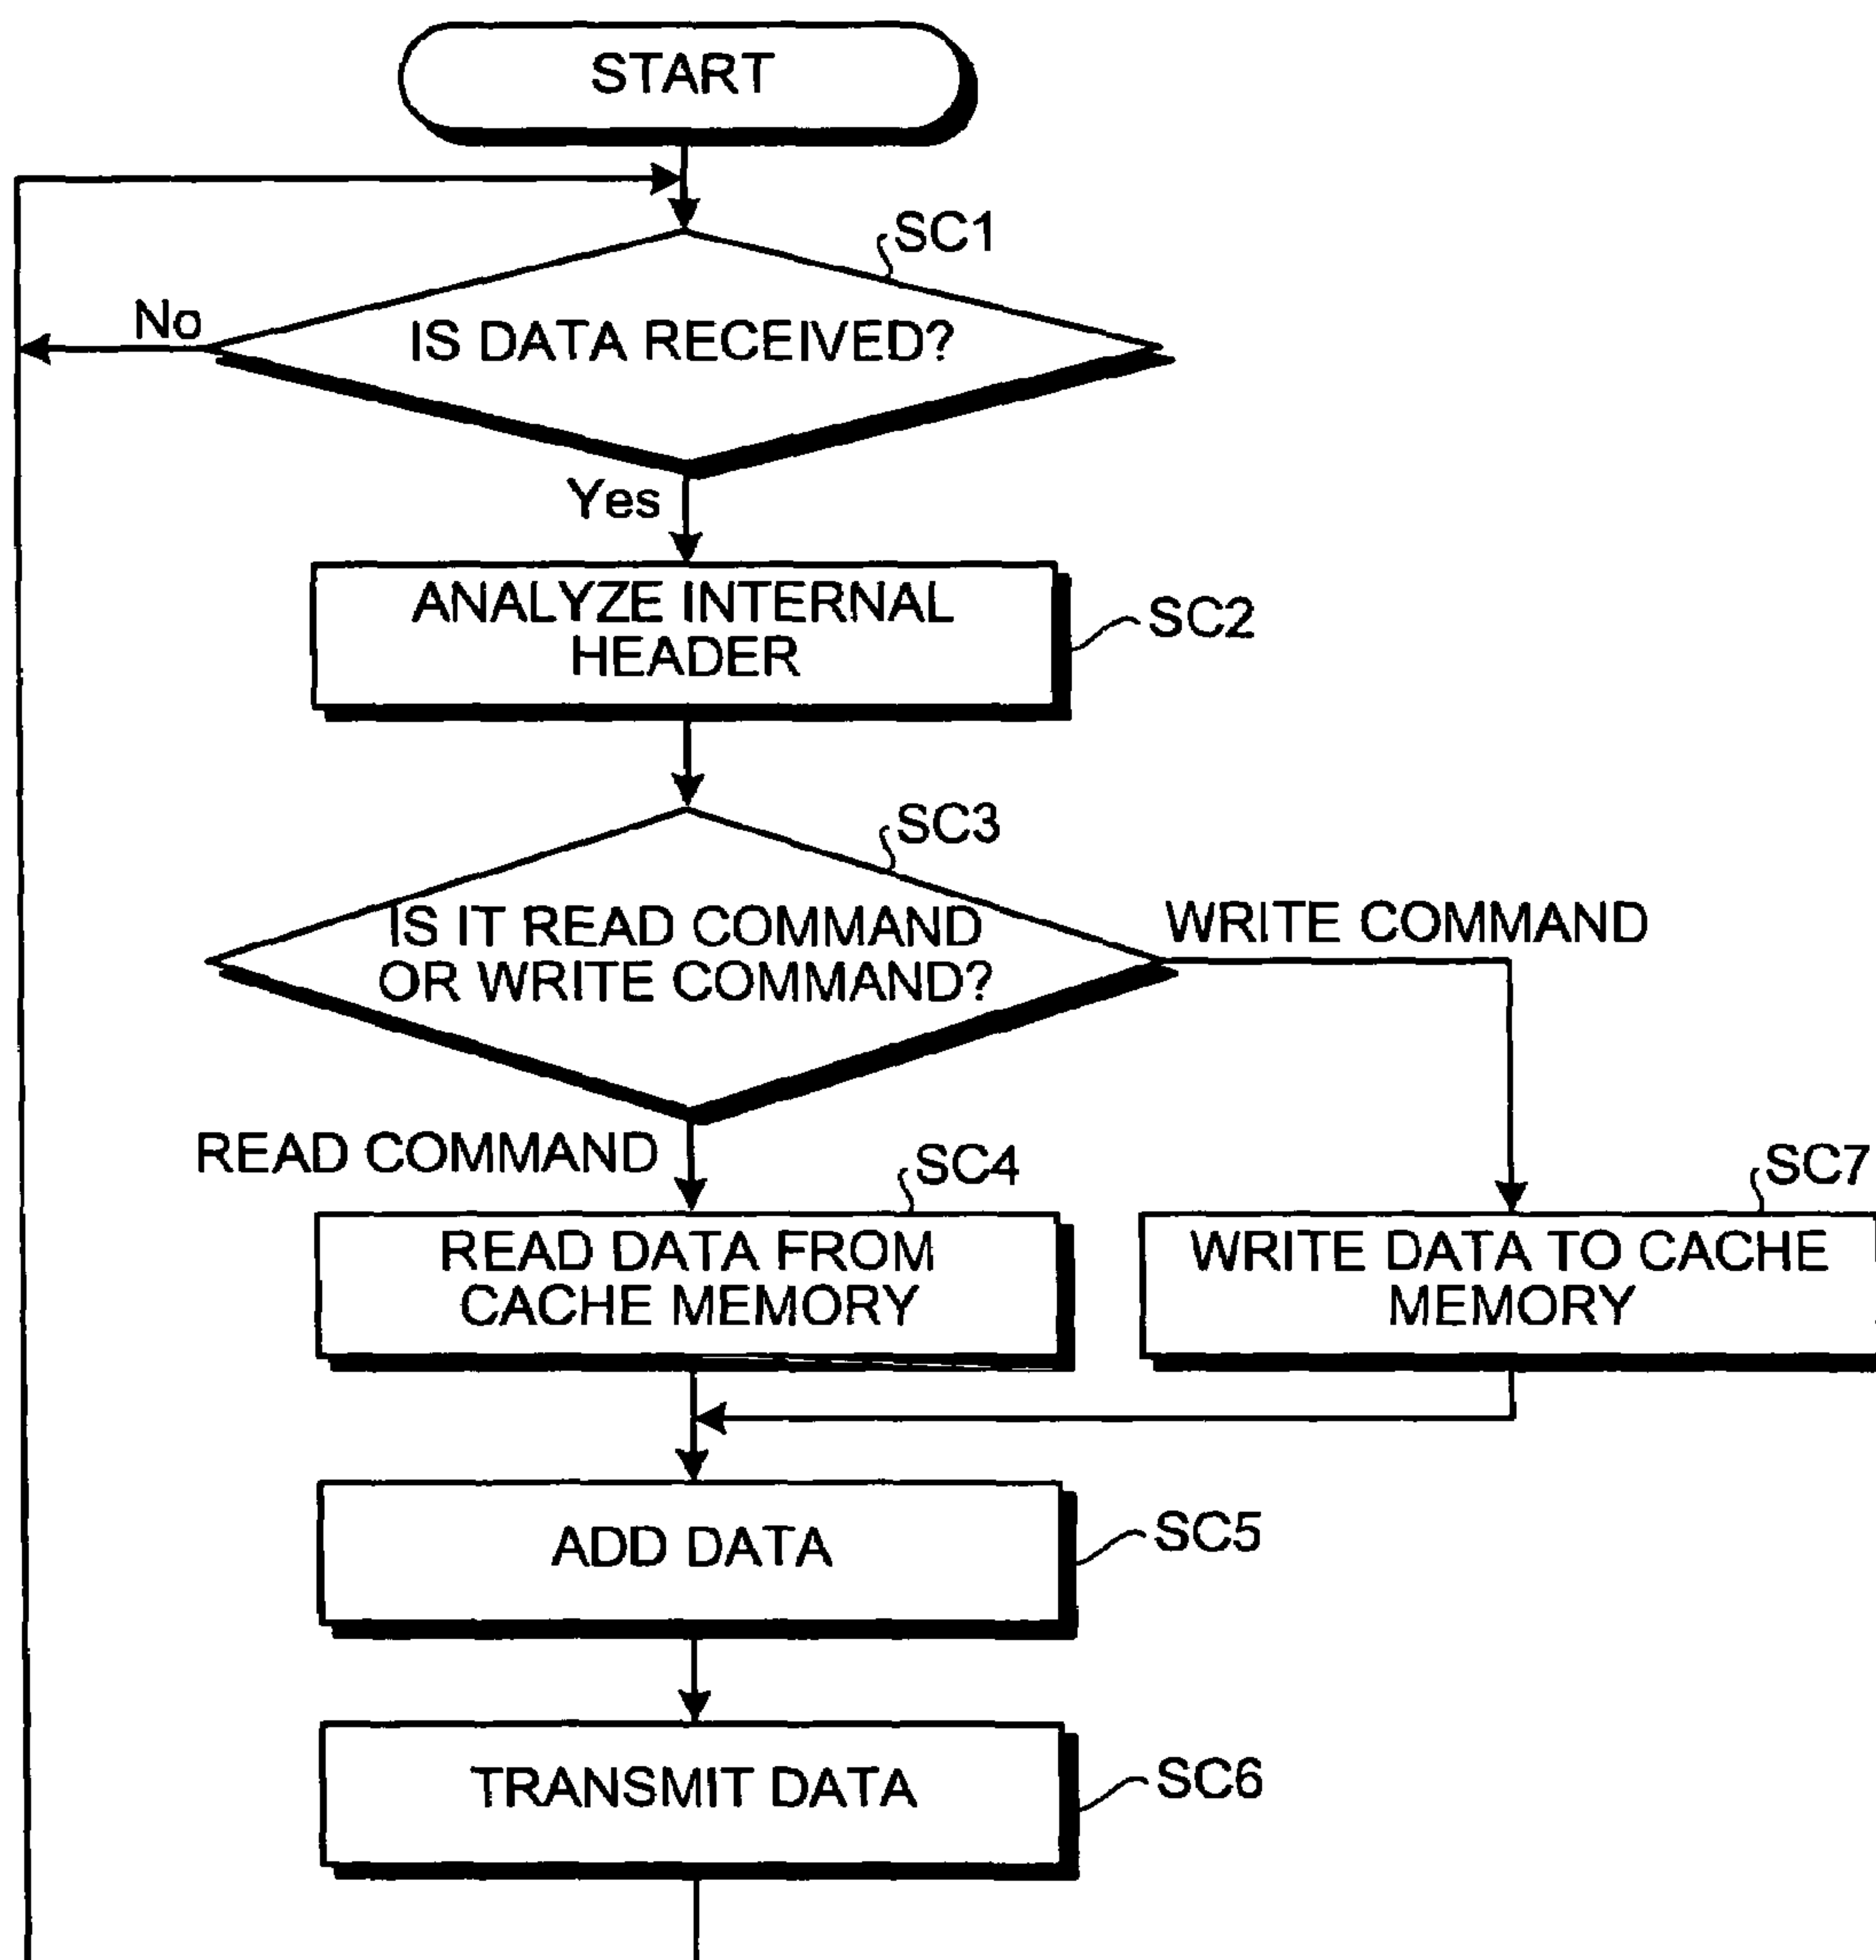 START
SC1
No
IS DATA RECEIVED?
Yes
ANALYZE INTERNAL
HEADER
SC2
SC3
IS IT READ COMMAND
OR WRITE COMMAND?
WRITE COMMAND
READ COMMAND
SC4
SC7
READ DATA FROM
CACHE MEMORY
WRITE DATA TO CACHE
MEMORY
ADD DATA
SC5
TRANSMIT DATA
SC6